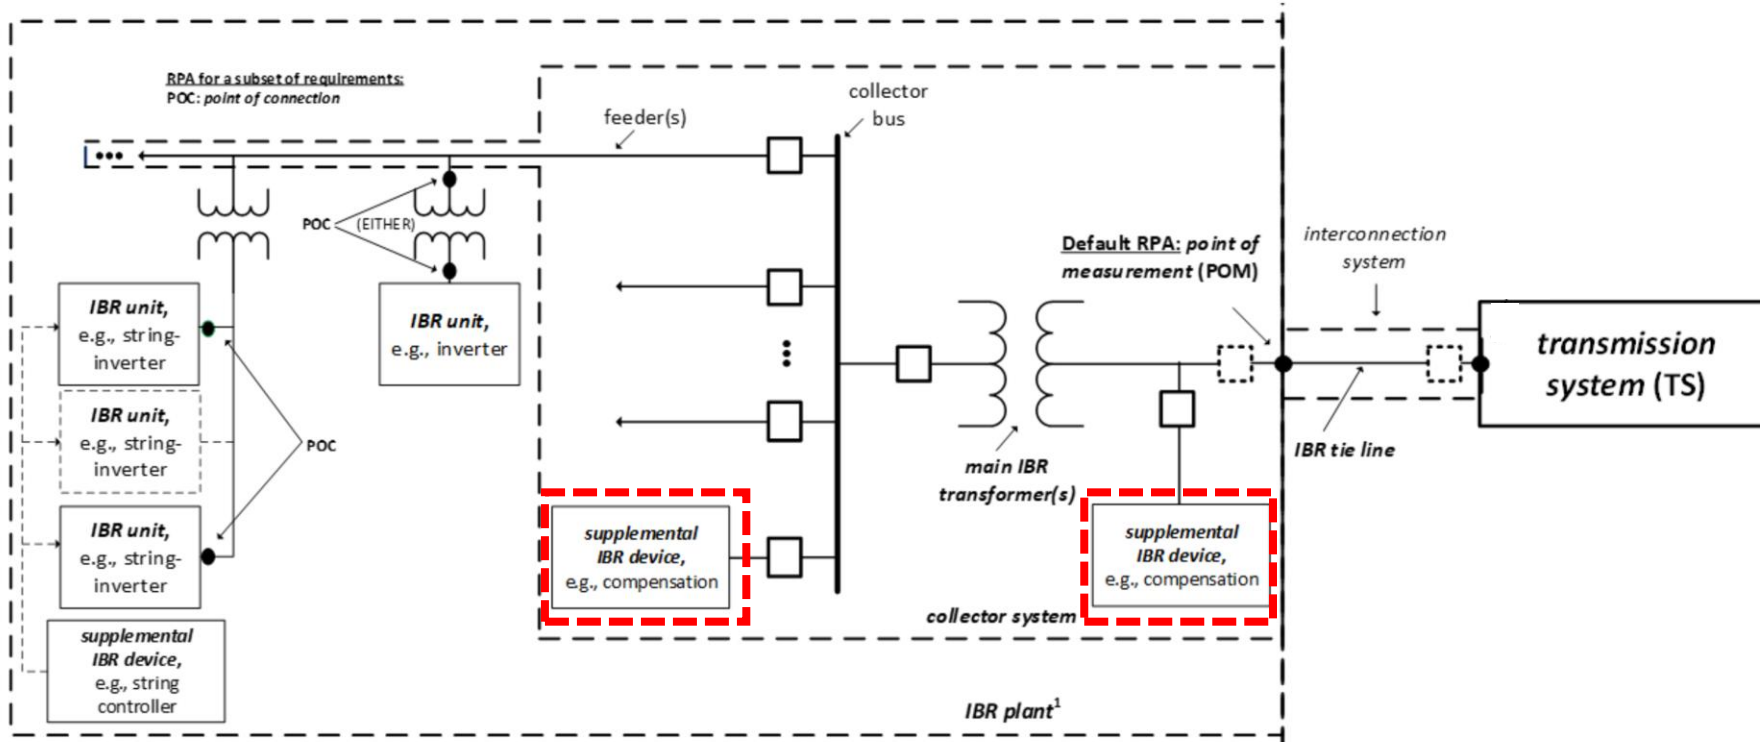 RPA for a subset of requirements:
POC: point of connection
feeder(s)
collector
bus
POC
(EITHER)
Default RPA: point of
measurement (POM)
interconnection
system
IBR unit,
e.g., string-
inverter
IBR unit,
e.g., inverter
transmission
system (TS)
IBR unit,
e.g., string-
inverter
POC
IBR tie line
main IBR
transformer(s)
IBR unit,
e.g., string-
inverter
supplemental
IBR device,
e.g., compensation
supplemental
IBR device,
e.g., compensation
collector system
supplemental
IBR device,
e.g., string
controller
IBR plant¹